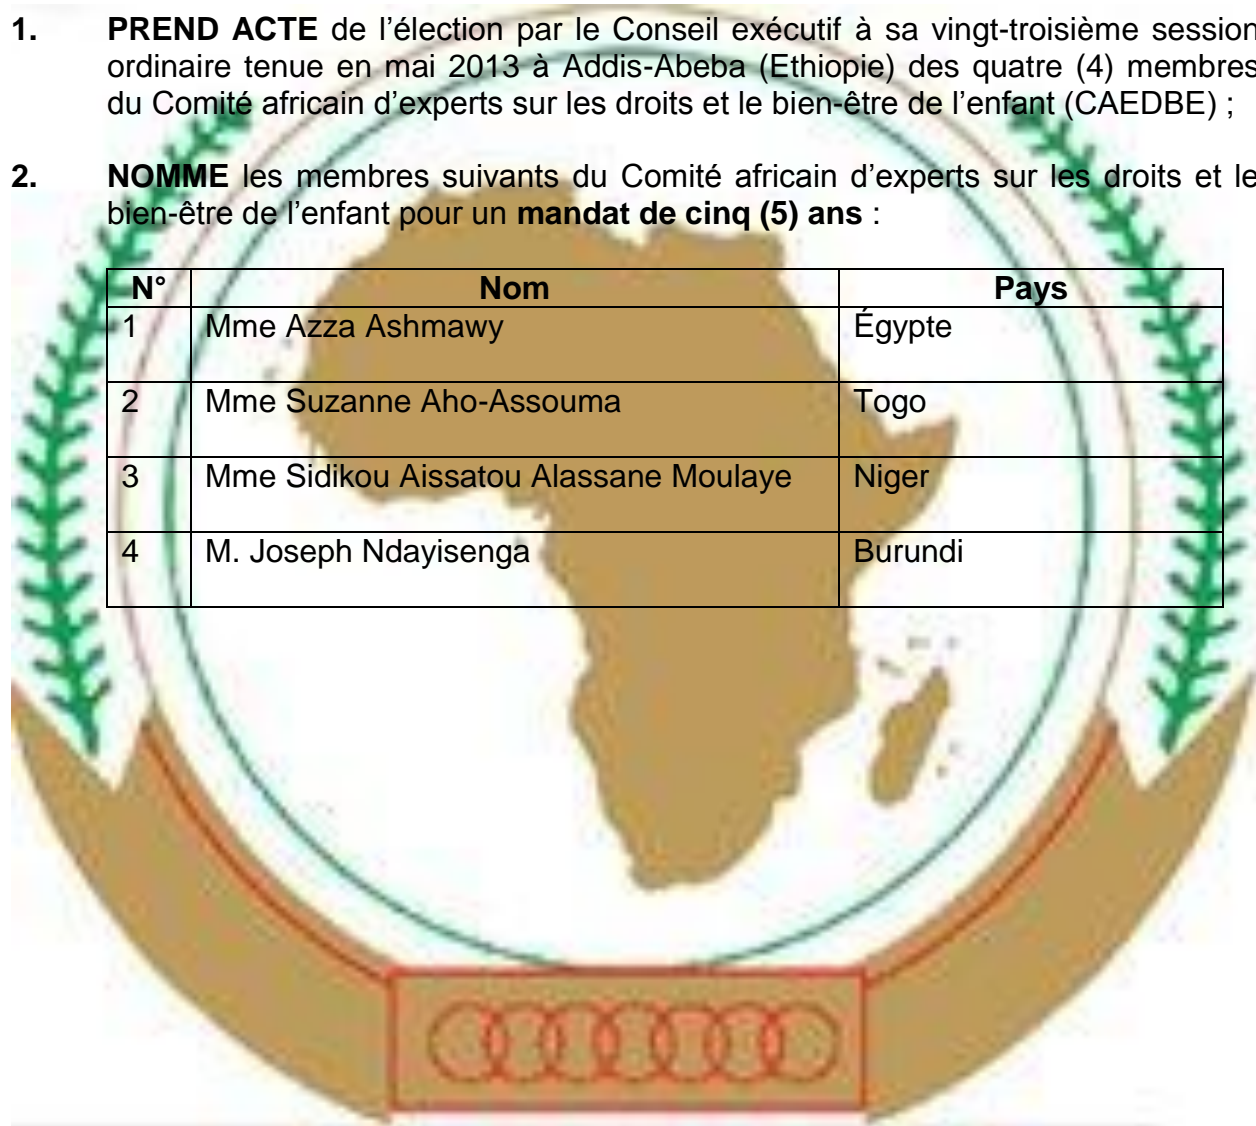 1. PREND ACTE de l’élection par le Conseil exécutif à sa vingt-troisième session
ordinaire tenue en mai 2013 à Addis-Abeba (Ethiopie) des quatre (4) membres
du Comité africain d’experts sur les droits et le bien-être de l’enfant (CAEDBE) ;
2. NOMME les membres suivants du Comité africain d’experts sur les droits et le
bien-être de l’enfant pour un mandat de cinq (5) ans :
N° Nom Pays
1 Mme Azza Ashmawy Égypte
2 Mme Suzanne Aho-Assouma Togo
3 Mme Sidikou Aissatou Alassane Moulaye Niger
4 M. Joseph Ndayisenga Burundi